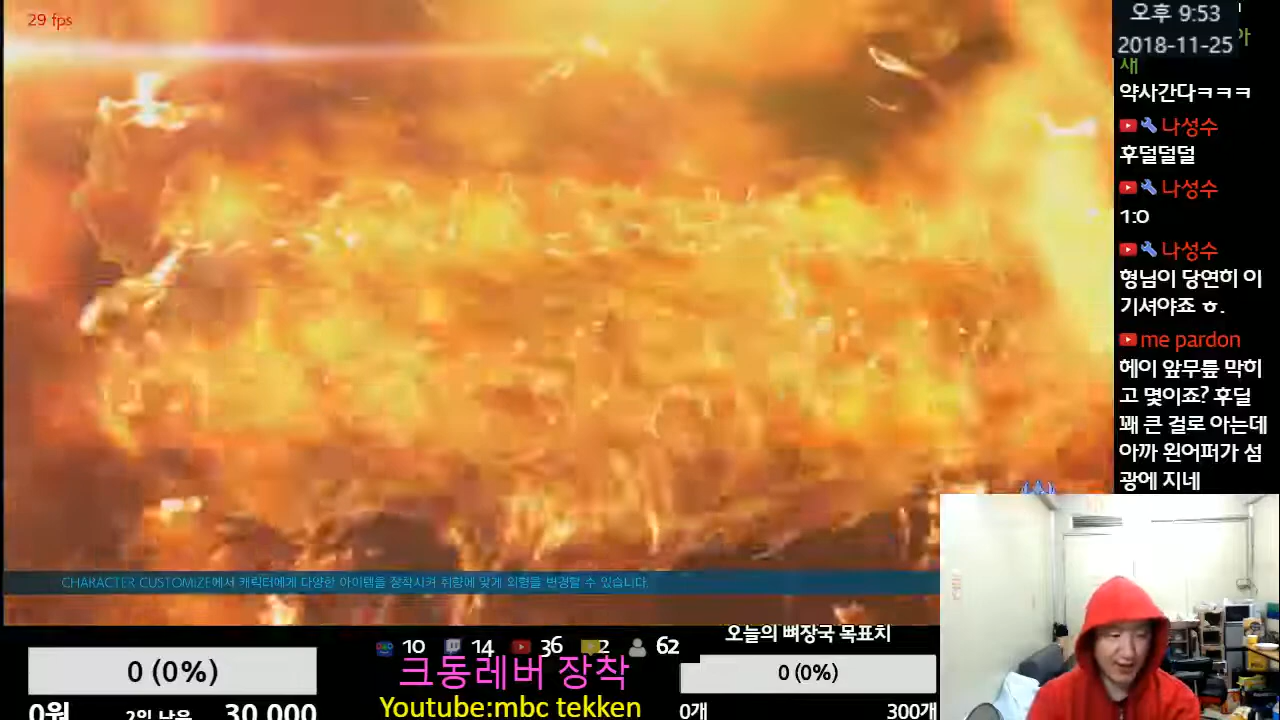 29 fps
오후 9:53
2018-11-25
새
약사간다ㅋㅋㅋ
나성수
후덜덜덜
나성수
1:0
나성수
형님이 당연히 이
기셔야죠 ㅎ.
me pardon
헤이 앞무릎 막히
고 몇이죠? 후딜
꽤 큰 걸로 아는데
아까 왼어퍼가 섬
광에 지네
CHARACTER CUSTOMIZE에서 캐릭터에게 다양한 아이템을 장착시켜 취향에 맞게 외형을 변경할 수 있습니다.
10 14 36 2 62
오늘의 뼈장국 목표치
0 (0%)
크동레버 장착
0 (0%)
0원 2일 남음 30,000
Youtube:mbc tekken
0개 300개